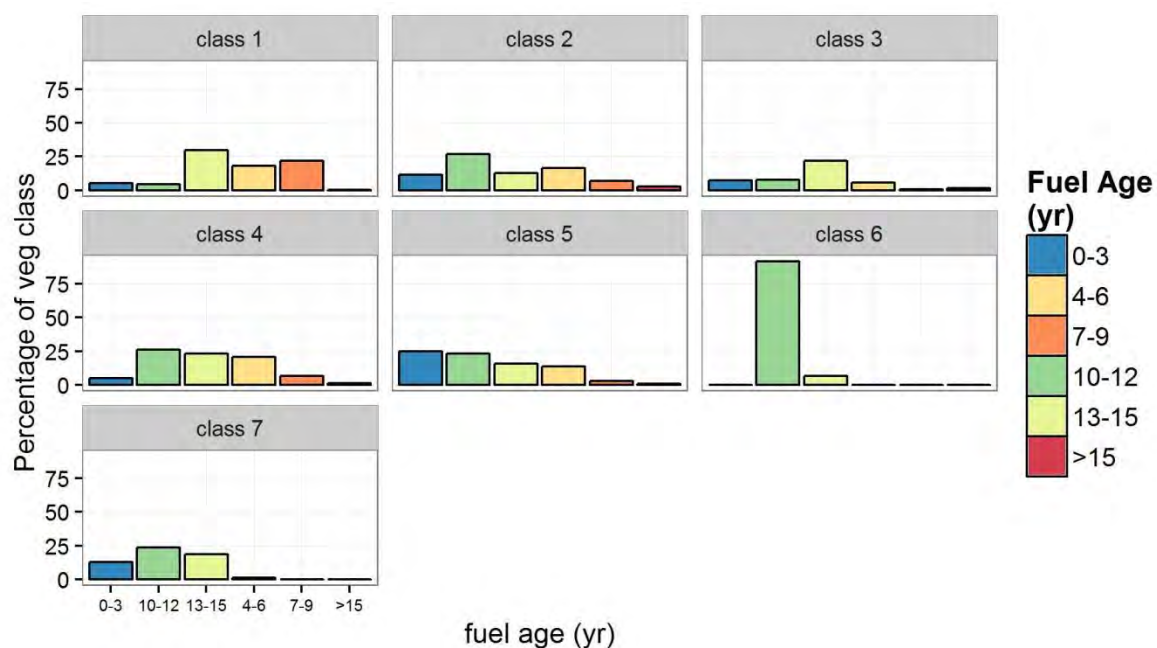 class 1
class 2
class 3
75
50
25
0
class 4
class 5
class 6
75
50
25
0
class 7
75
50
25
0
0-3
10-12
13-15
4-6
7-9
>15
fuel age (yr)
Percentage of veg class
Fuel Age
(yr)
0-3
4-6
7-9
10-12
13-15
>15